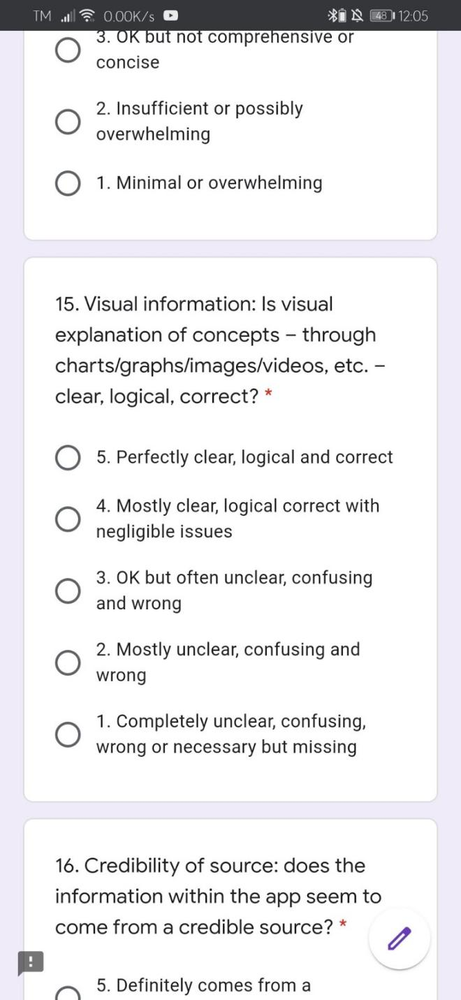 TM 0.00K/s 48 12:05
3. OK but not comprehensive or
concise
2. Insufficient or possibly
overwhelming
1. Minimal or overwhelming
15. Visual information: Is visual
explanation of concepts – through
charts/graphs/images/videos, etc. –
clear, logical, correct? *
5. Perfectly clear, logical and correct
4. Mostly clear, logical correct with
negligible issues
3. OK but often unclear, confusing
and wrong
2. Mostly unclear, confusing and
wrong
1. Completely unclear, confusing,
wrong or necessary but missing
16. Credibility of source: does the
information within the app seem to
come from a credible source? *
5. Definitely comes from a